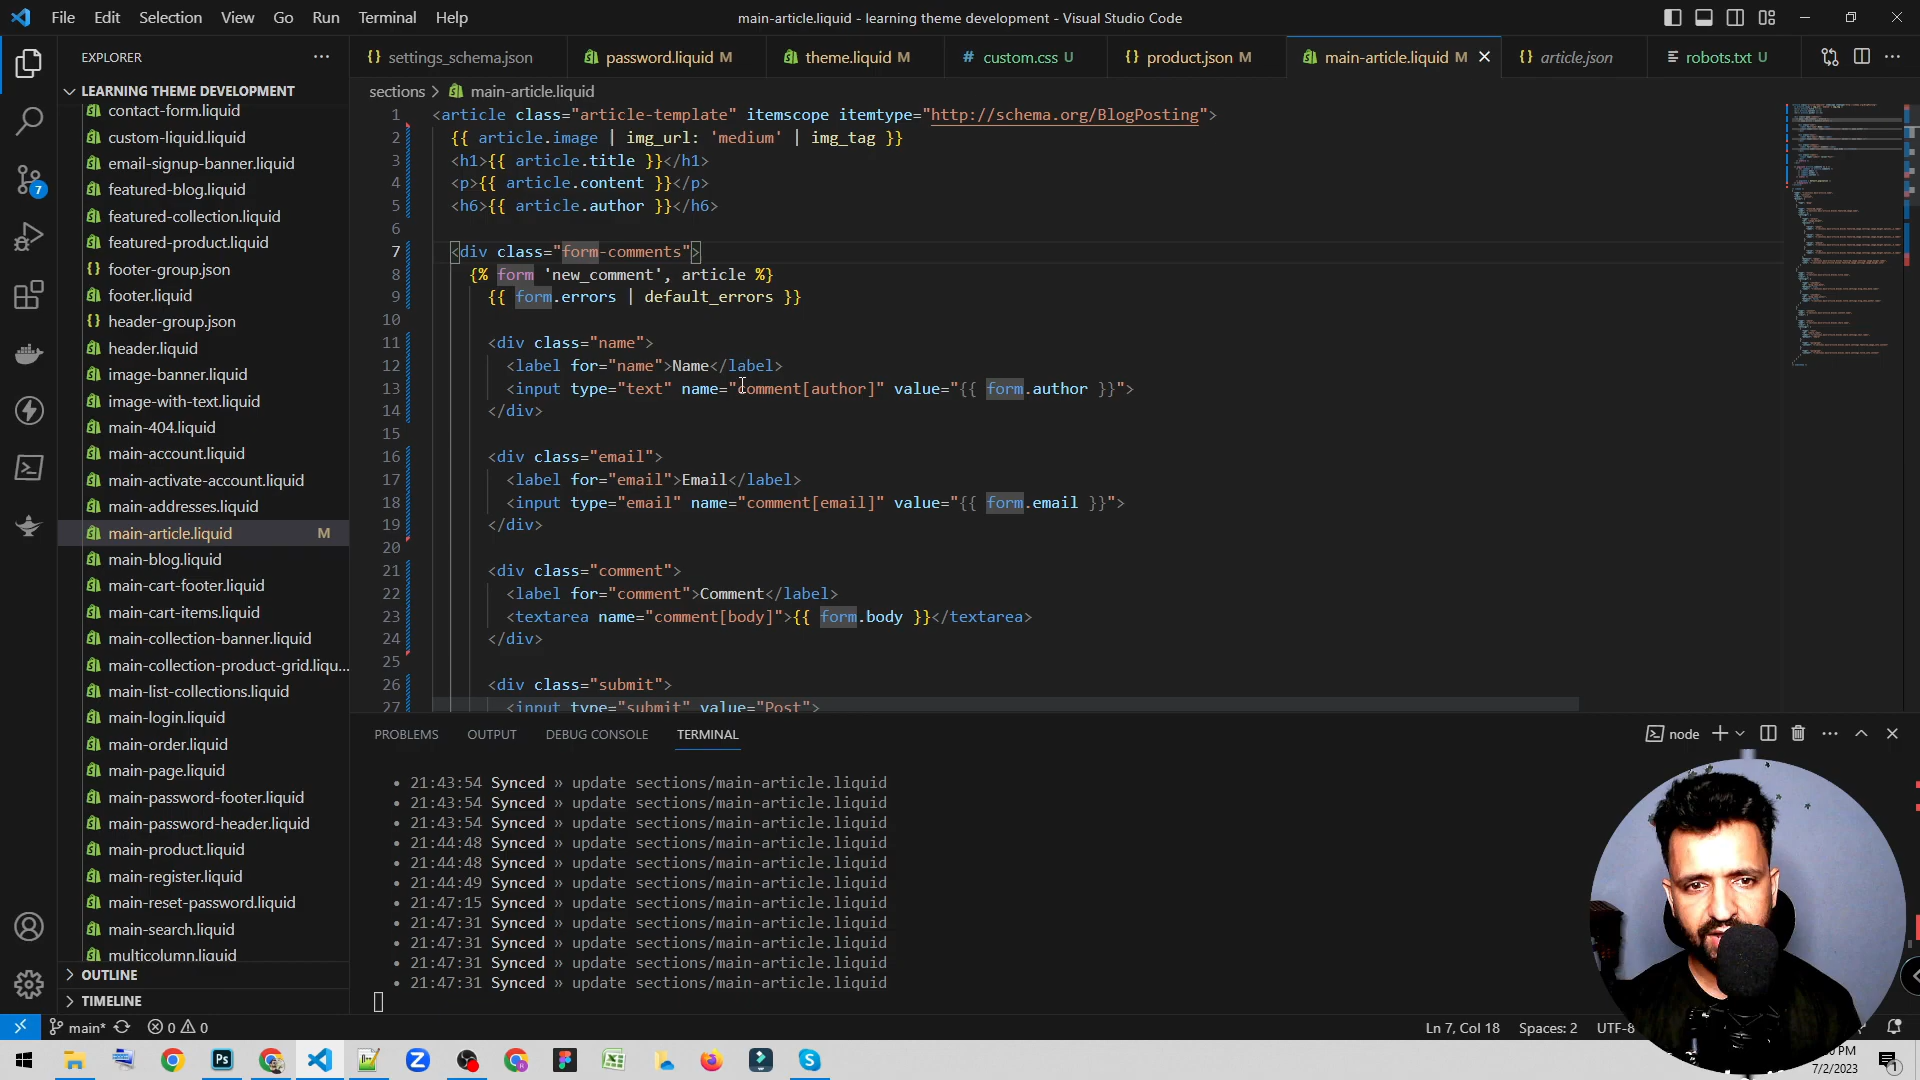 File Edit Selection View Go Run Terminal Help
main-article.liquid - learning theme development - Visual Studio Code
EXPLORER
settings_schema.json
password.liquid M
theme.liquid M
custom.css U
product.json M
main-article.liquid M
article.json
robots.txt U
LEARNING THEME DEVELOPMENT
contact-form.liquid
custom-liquid.liquid
email-signup-banner.liquid
featured-blog.liquid
featured-collection.liquid
featured-product.liquid
footer-group.json
footer.liquid
header-group.json
header.liquid
image-banner.liquid
image-with-text.liquid
main-404.liquid
main-account.liquid
main-activate-account.liquid
main-addresses.liquid
main-article.liquid M
main-blog.liquid
main-cart-footer.liquid
main-cart-items.liquid
main-collection-banner.liquid
main-collection-product-grid.liqu...
main-list-collections.liquid
main-login.liquid
main-order.liquid
main-page.liquid
main-password-footer.liquid
main-password-header.liquid
main-product.liquid
main-register.liquid
main-reset-password.liquid
main-search.liquid
multicolumn.liquid
OUTLINE
TIMELINE
7
sections > main-article.liquid
1 <article class="article-template" itemscope itemtype="http://schema.org/BlogPosting">
2 {{ article.image | img_url: 'medium' | img_tag }}
3 <h1>{{ article.title }}</h1>
4 <p>{{ article.content }}</p>
5 <h6>{{ article.author }}</h6>
6
7 <div class="form-comments">
8 {% form 'new_comment', article %}
9 {{ form.errors | default_errors }}
10
11 <div class="name">
12 <label for="name">Name</label>
13 <input type="text" name="comment[author]" value="{{ form.author }}">
14 </div>
15
16 <div class="email">
17 <label for="email">Email</label>
18 <input type="email" name="comment[email]" value="{{ form.email }}">
19 </div>
20
21 <div class="comment">
22 <label for="comment">Comment</label>
23 <textarea name="comment[body]">{{ form.body }}</textarea>
24 </div>
25
26 <div class="submit">
27 <input type="submit" value="Post">
PROBLEMS OUTPUT DEBUG CONSOLE TERMINAL
node
• 21:43:54 Synced » update sections/main-article.liquid
• 21:43:54 Synced » update sections/main-article.liquid
• 21:43:54 Synced » update sections/main-article.liquid
• 21:44:48 Synced » update sections/main-article.liquid
• 21:44:48 Synced » update sections/main-article.liquid
• 21:44:49 Synced » update sections/main-article.liquid
• 21:47:15 Synced » update sections/main-article.liquid
• 21:47:31 Synced » update sections/main-article.liquid
• 21:47:31 Synced » update sections/main-article.liquid
• 21:47:31 Synced » update sections/main-article.liquid
• 21:47:31 Synced » update sections/main-article.liquid
main* 0 0
Ln 7, Col 18 Spaces: 2 UTF-8
Ps
PM
7/2/2023
1